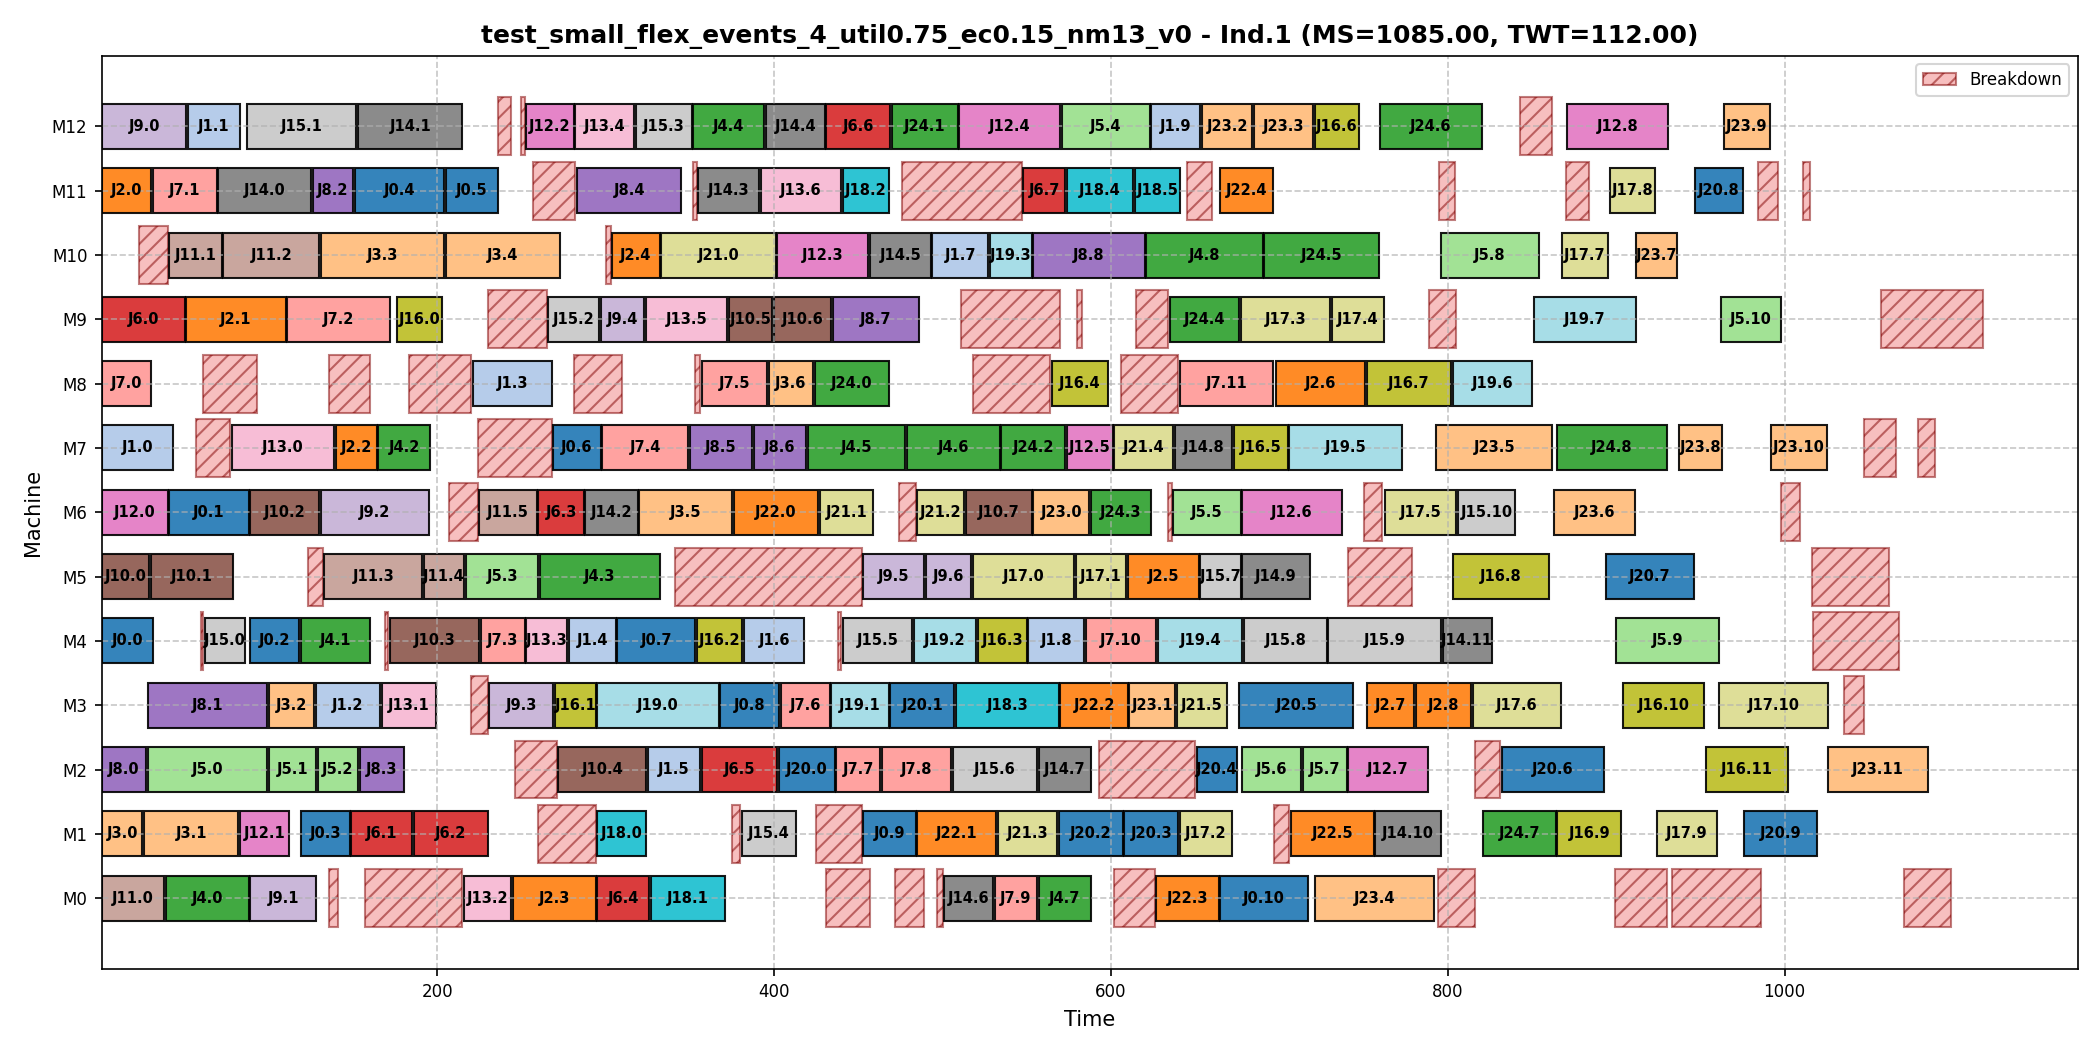 test_small_flex_events_4_util0.75_ec0.15_nm13_v0 - Ind.1 (MS=1085.00, TWT=112.00)
Breakdown
M12 J9.0 J1.1 J15.1 J14.1 J12.2 J13.4 J15.3 J4.4 J14.4 J6.6 J24.1 J12.4 J5.4 J1.9 J23.2 J23.3 J16.6 J24.6 J12.8 J23.9
M11 J2.0 J7.1 J14.0 J8.2 J0.4 J0.5 J8.4 J14.3 J13.6 J18.2 J6.7 J18.4 J18.5 J22.4 J17.8 J20.8
M10 J11.1 J11.2 J3.3 J3.4 J2.4 J21.0 J12.3 J14.5 J1.7 J19.3 J8.8 J4.8 J24.5 J5.8 J17.7 J23.7
M9 J6.0 J2.1 J7.2 J16.0 J15.2 J9.4 J13.5 J10.5 J10.6 J8.7 J24.4 J17.3 J17.4 J19.7 J5.10
M8 J7.0 J1.3 J7.5 J3.6 J24.0 J16.4 J7.11 J2.6 J16.7 J19.6
M7 J1.0 J13.0 J2.2 J4.2 J0.6 J7.4 J8.5 J8.6 J4.5 J4.6 J24.2 J12.5 J21.4 J14.8 J16.5 J19.5 J23.5 J24.8 J23.8 J23.10
M6 J12.0 J0.1 J10.2 J9.2 J11.5 J6.3 J14.2 J3.5 J22.0 J21.1 J21.2 J10.7 J23.0 J24.3 J5.5 J12.6 J17.5 J15.10 J23.6
M5 J10.0 J10.1 J11.3 J11.4 J5.3 J4.3 J9.5 J9.6 J17.0 J17.1 J2.5 J15.7 J14.9 J16.8 J20.7
M4 J0.0 J15.0 J0.2 J4.1 J10.3 J7.3 J13.3 J1.4 J0.7 J16.2 J1.6 J15.5 J19.2 J16.3 J1.8 J7.10 J19.4 J15.8 J15.9 J14.11 J5.9
M3 J8.1 J3.2 J1.2 J13.1 J9.3 J16.1 J19.0 J0.8 J7.6 J19.1 J20.1 J18.3 J22.2 J23.1 J21.5 J20.5 J2.7 J2.8 J17.6 J16.10 J17.10
M2 J8.0 J5.0 J5.1 J5.2 J8.3 J10.4 J1.5 J6.5 J20.0 J7.7 J7.8 J15.6 J14.7 J20.4 J5.6 J5.7 J12.7 J20.6 J16.11 J23.11
M1 J3.0 J3.1 J12.1 J0.3 J6.1 J6.2 J18.0 J15.4 J0.9 J22.1 J21.3 J20.2 J20.3 J17.2 J22.5 J14.10 J24.7 J16.9 J17.9 J20.9
M0 J11.0 J4.0 J9.1 J13.2 J2.3 J6.4 J18.1 J14.6 J7.9 J4.7 J22.3 J0.10 J23.4
200 400 600 800 1000
Time
Machine